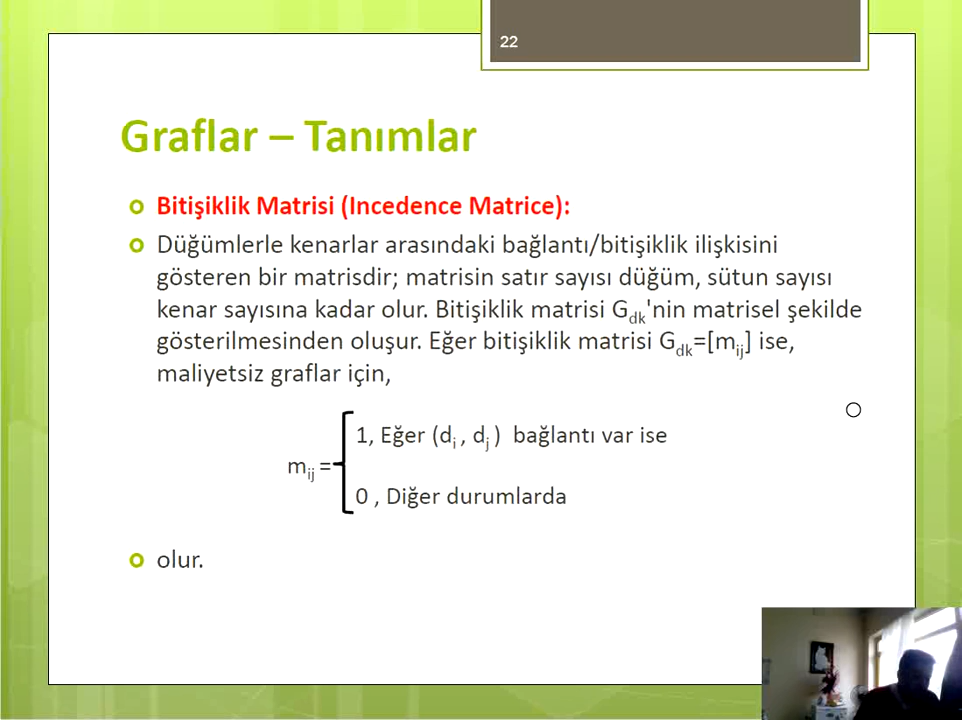 22
Graflar – Tanımlar
Bitişiklik Matrisi (Incedence Matrice):
Düğümlerle kenarlar arasındaki bağlantı/bitişiklik ilişkisini
gösteren bir matrisdir; matrisin satır sayısı düğüm, sütun sayısı
kenar sayısına kadar olur. Bitişiklik matrisi Gdk'nin matrisel şekilde
gösterilmesinden oluşur. Eğer bitişiklik matrisi Gdk=[mij] ise,
maliyetsiz graflar için,
1, Eğer (di , dj ) bağlantı var ise
mij =
0 , Diğer durumlarda
olur.